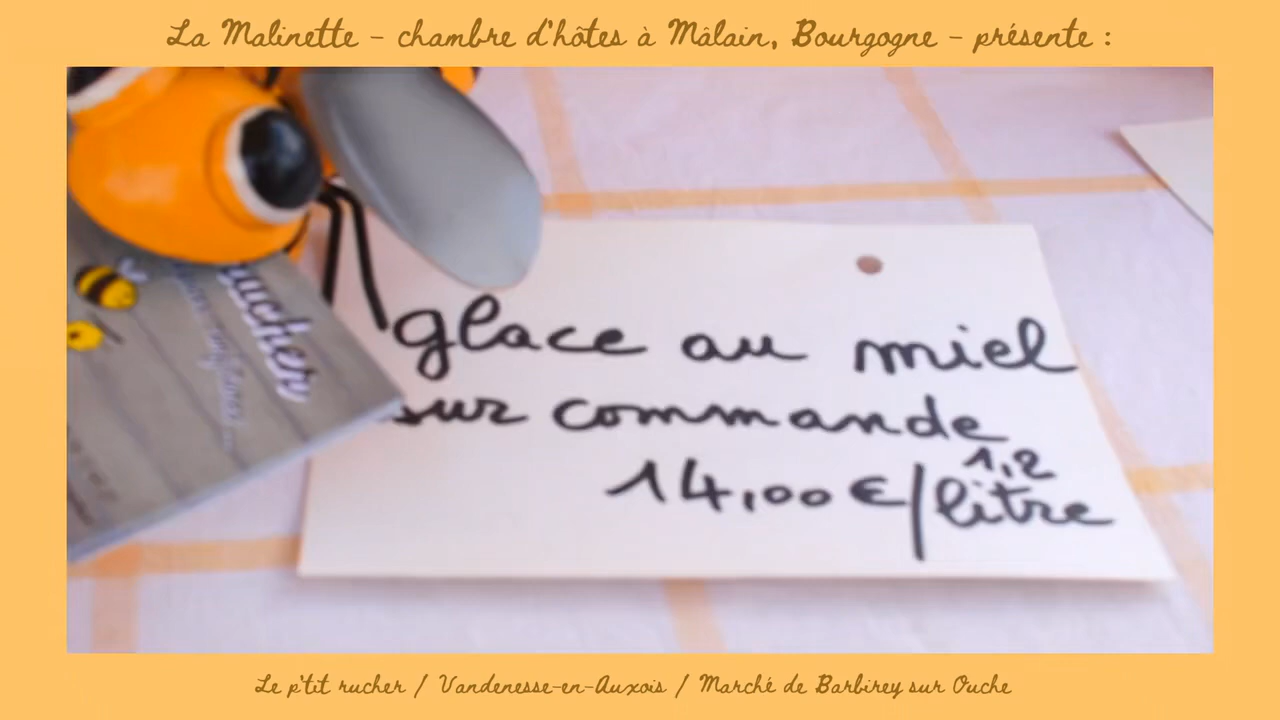 La Malinette - chambre d'hôtes à Mâlain, Bourgogne - présente :
rucher
glace au miel
sur commande
14,00 €/litre
1,2
Le p'tit rucher / Vandenesse-en-Auxois / Marché de Barbirey sur Ouche